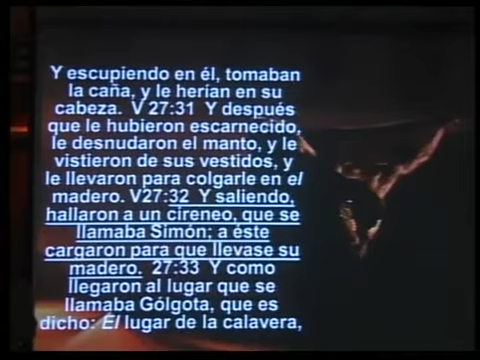 Y escupiendo en él, tomaban
la caña, y le herían en su
cabeza. V 27:31 Y después
que le hubieron escarnecido,
le desnudaron el manto, y le
vistieron de sus vestidos, y
le llevaron para colgarle en el
madero. V27:32 Y saliendo,
hallaron a un cireneo, que se
llamaba Simón; a éste
cargaron para que llevase su
madero. 27:33 Y como
llegaron al lugar que se
llamaba Gólgota, que es
dicho: El lugar de la calavera,